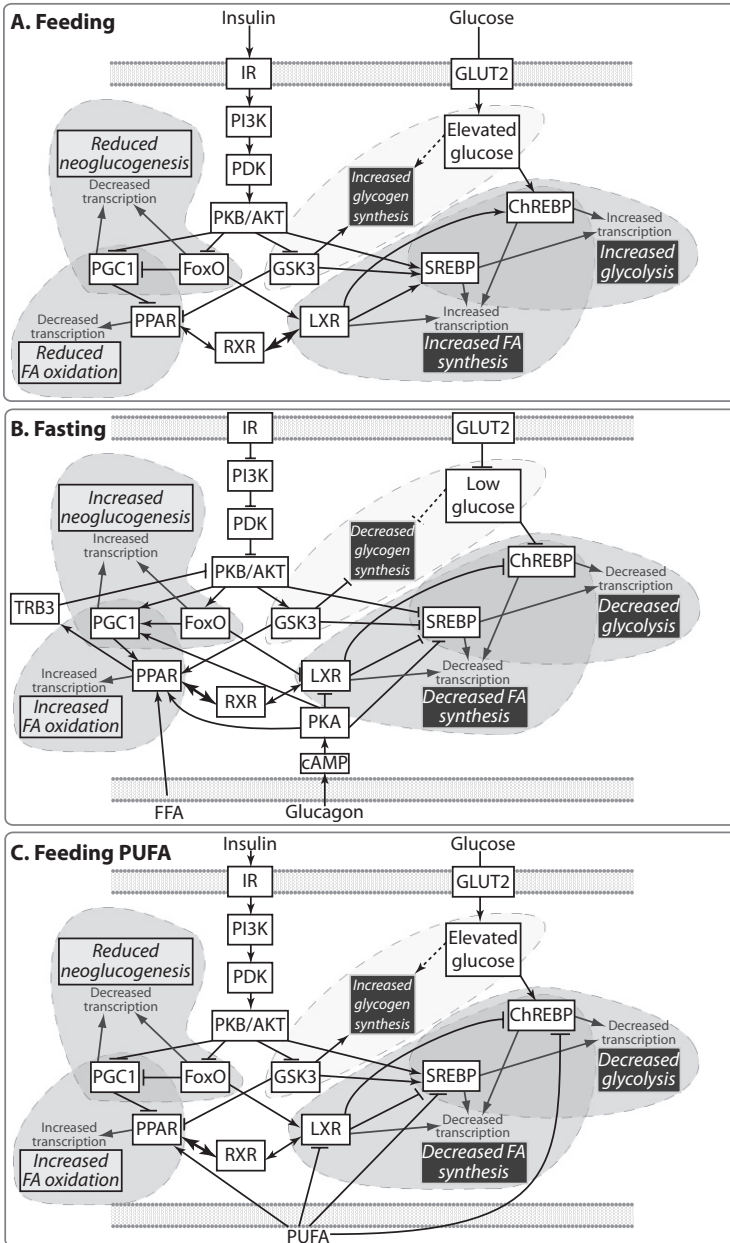 A. Feeding
Insulin
Glucose
IR
GLUT2
PI3K
Elevated
glucose
Reduced
neoglucogenesis
PDK
Increased
glycogen
synthesis
Decreased
transcription
PKB/AKT
ChREBP
Increased
transcription
Increased
glycolysis
PGC1
FoxO
GSK3
SREBP
Decreased
transcription
PPAR
RXR
LXR
Increased
transcription
Reduced
FA oxidation
Increased FA
synthesis
B. Fasting
IR
GLUT2
PI3K
Low
glucose
Increased
neoglucogenesis
PDK
Decreased
glycogen
synthesis
Increased
transcription
PKB/AKT
ChREBP
Decreased
transcription
Decreased
glycolysis
TRB3
PGC1
FoxO
GSK3
SREBP
Increased
transcription
PPAR
RXR
LXR
Decreased
transcription
Increased
FA oxidation
Decreased FA
synthesis
PKA
cAMP
FFA
Glucagon
C. Feeding PUFA
Insulin
Glucose
IR
GLUT2
PI3K
Elevated
glucose
Reduced
neoglucogenesis
PDK
Increased
glycogen
synthesis
Decreased
transcription
PKB/AKT
ChREBP
Decreased
transcription
Decreased
glycolysis
PGC1
FoxO
GSK3
SREBP
Increased
transcription
PPAR
RXR
LXR
Decreased
transcription
Increased
FA oxidation
Decreased FA
synthesis
PUFA